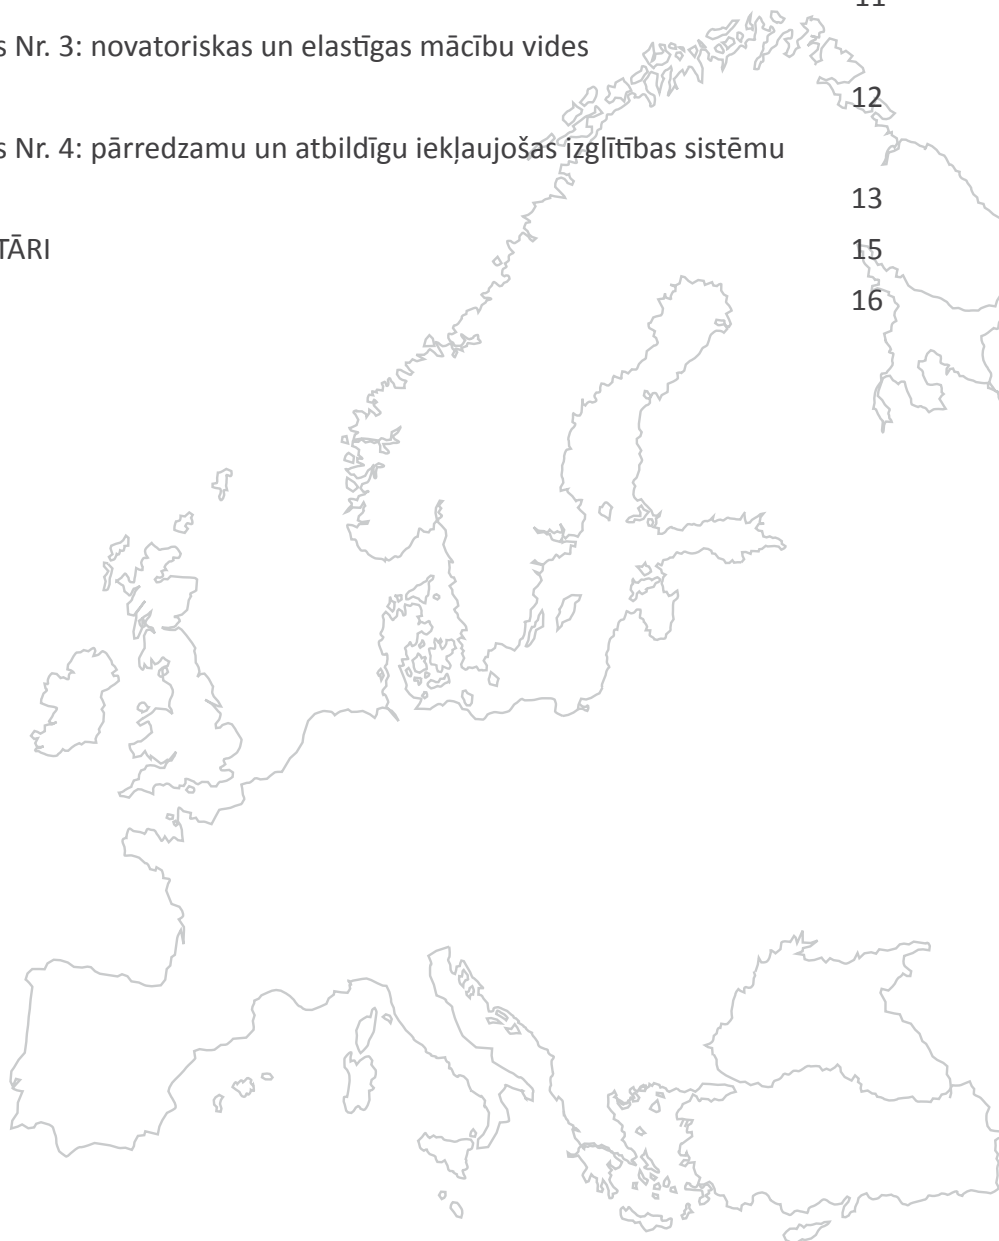 11
s Nr. 3: novatoriskas un elastīgas mācību vides
12
s Nr. 4: pārredzamu un atbildīgu iekļaujošas izglītības sistēmu
13
TĀRI 15
16